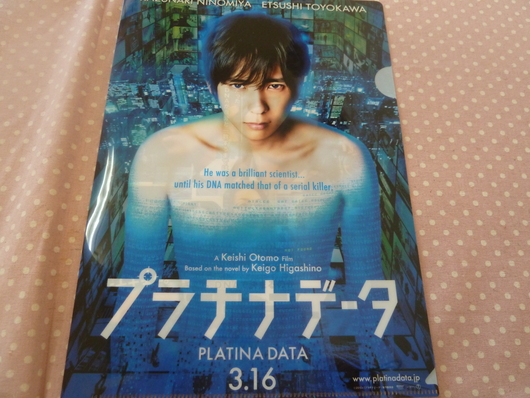 NINOMIYA ETSUSHI TOYOKAWA
He was a brilliant scientist...
until his DNA matched that of a serial killer.
A Keishi Otomo Film
Based on the novel by Keigo Higashino
プラチナデータ
PLATINA DATA
3.16
www.platinadata.jp